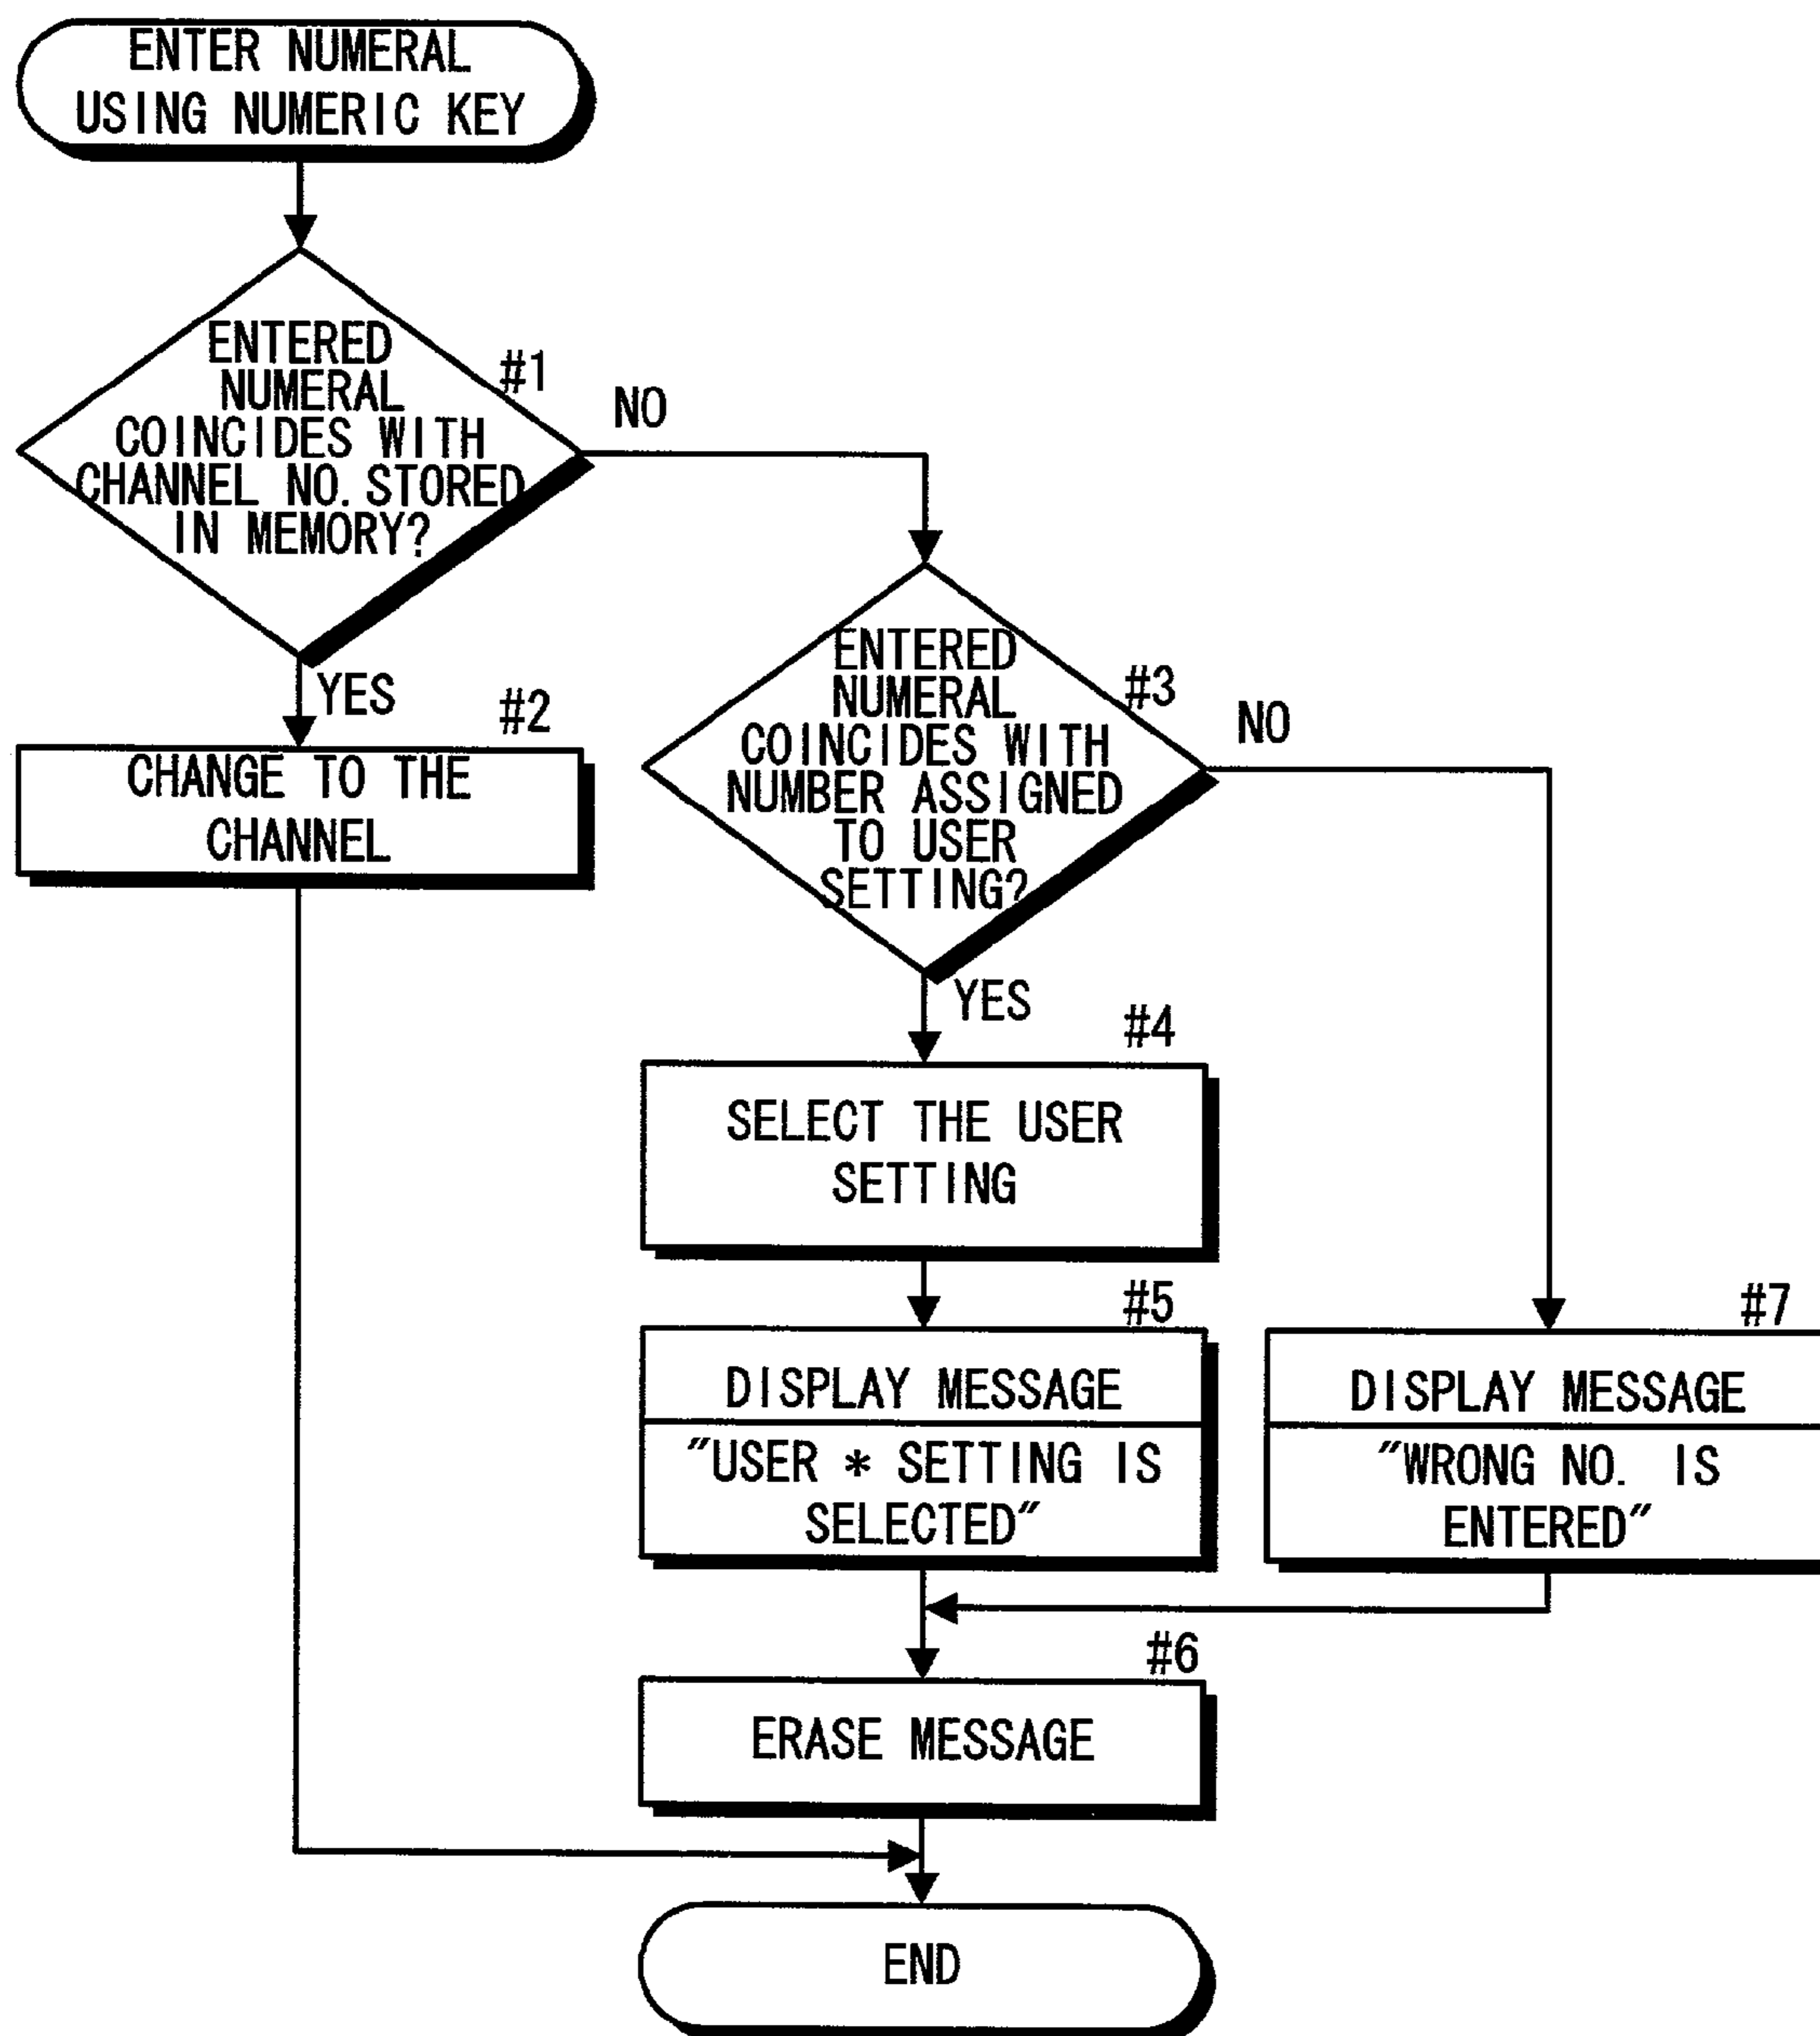 ENTER NUMERAL
USING NUMERIC KEY
ENTERED
NUMERAL
COINCIDES WITH
CHANNEL NO. STORED
IN MEMORY?
#1
NO
YES
#2
CHANGE TO THE
CHANNEL
ENTERED
NUMERAL
COINCIDES WITH
NUMBER ASSIGNED
TO USER
SETTING?
#3
NO
YES
#4
SELECT THE USER
SETTING
#5
DISPLAY MESSAGE
"USER * SETTING IS
SELECTED"
#7
DISPLAY MESSAGE
"WRONG NO. IS
ENTERED"
#6
ERASE MESSAGE
END